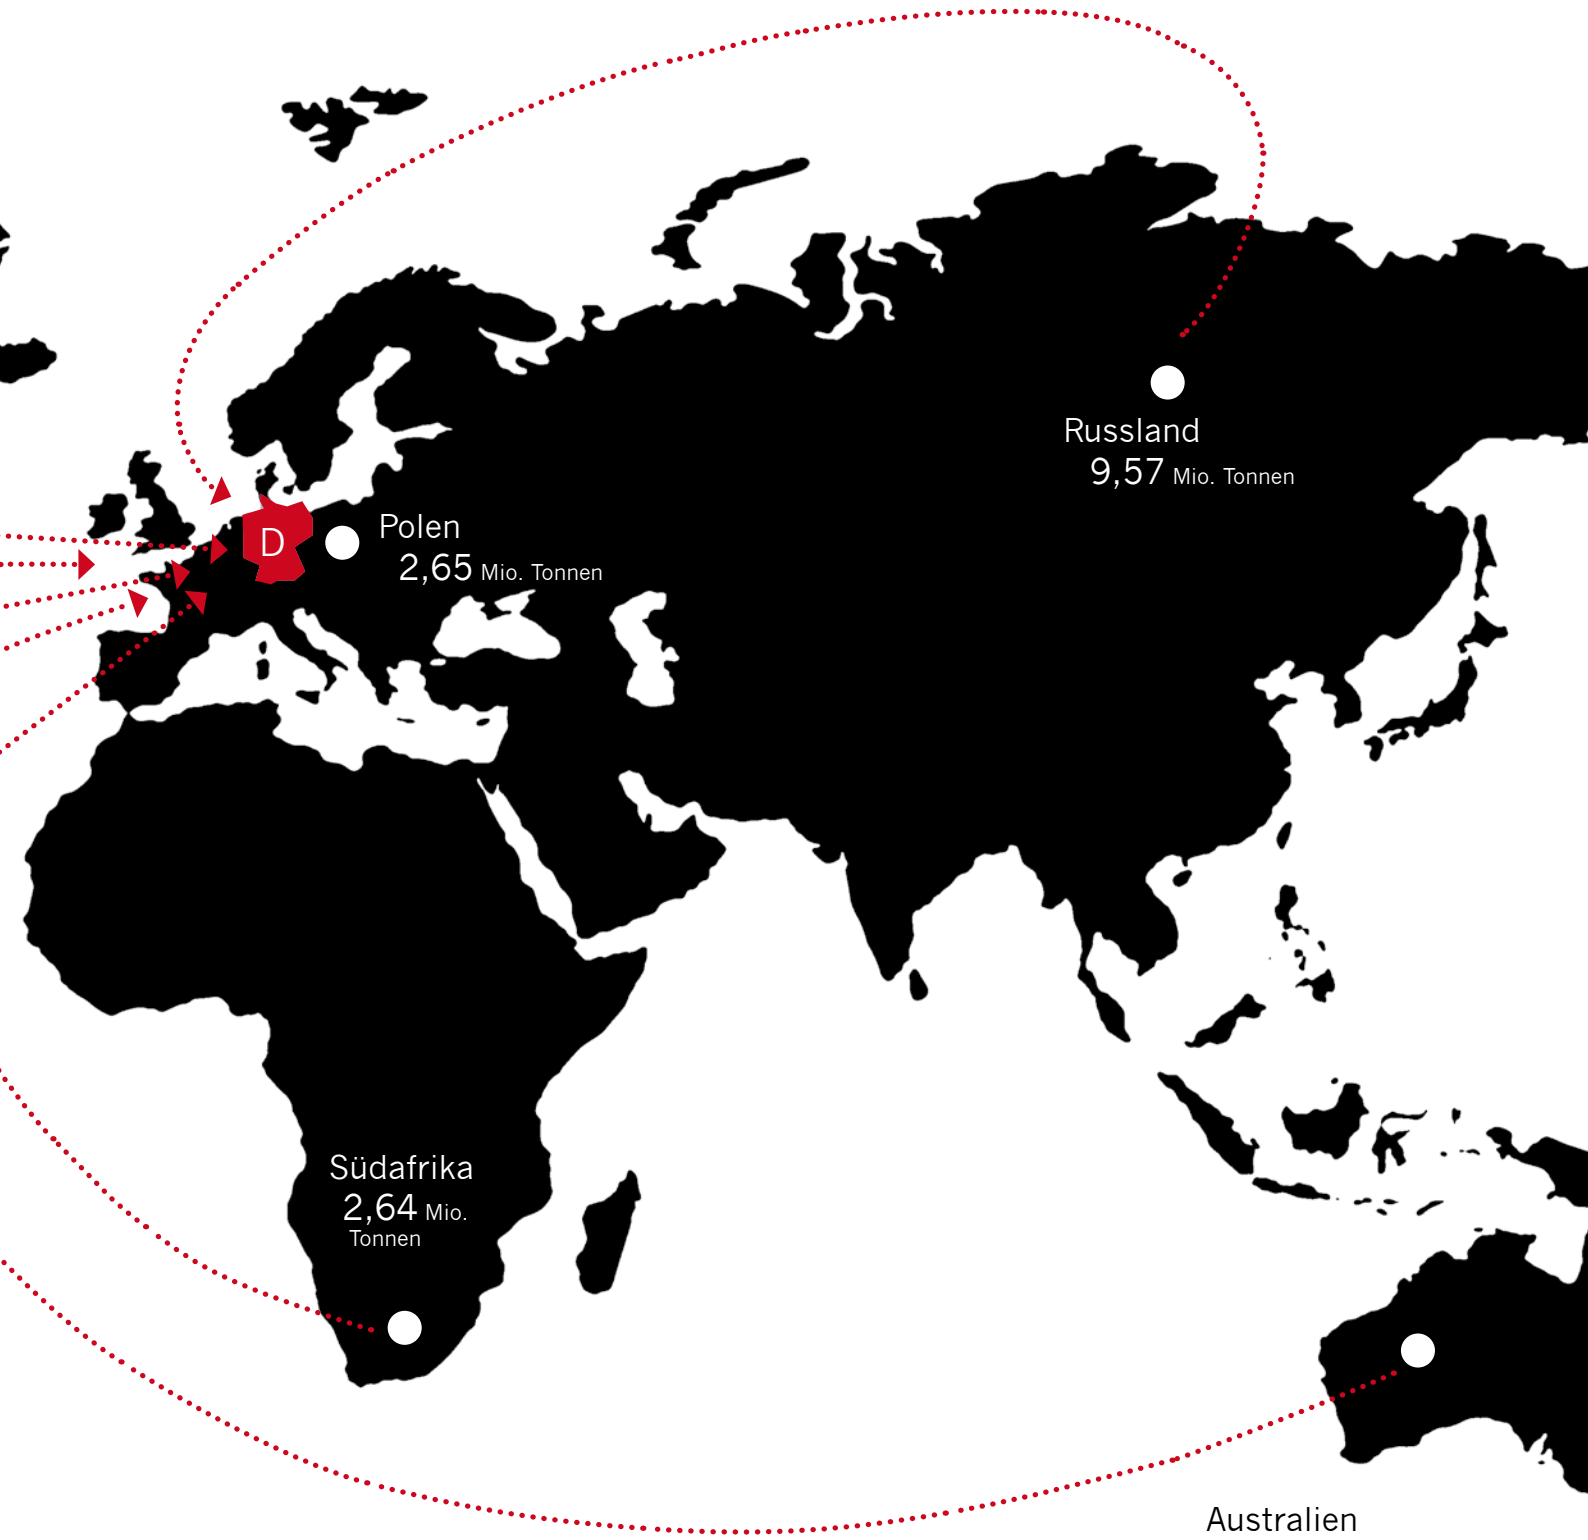 Russland
9,57 Mio. Tonnen
D
Polen
2,65 Mio. Tonnen
Südafrika
2,64 Mio.
Tonnen
Australien